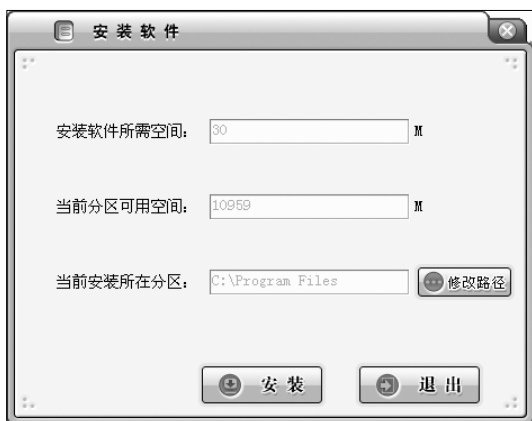 安装软件
安装软件所需空间： 30 M
当前分区可用空间： 10959 M
当前安装所在分区： C:\Program Files 修改路径
安装 退出